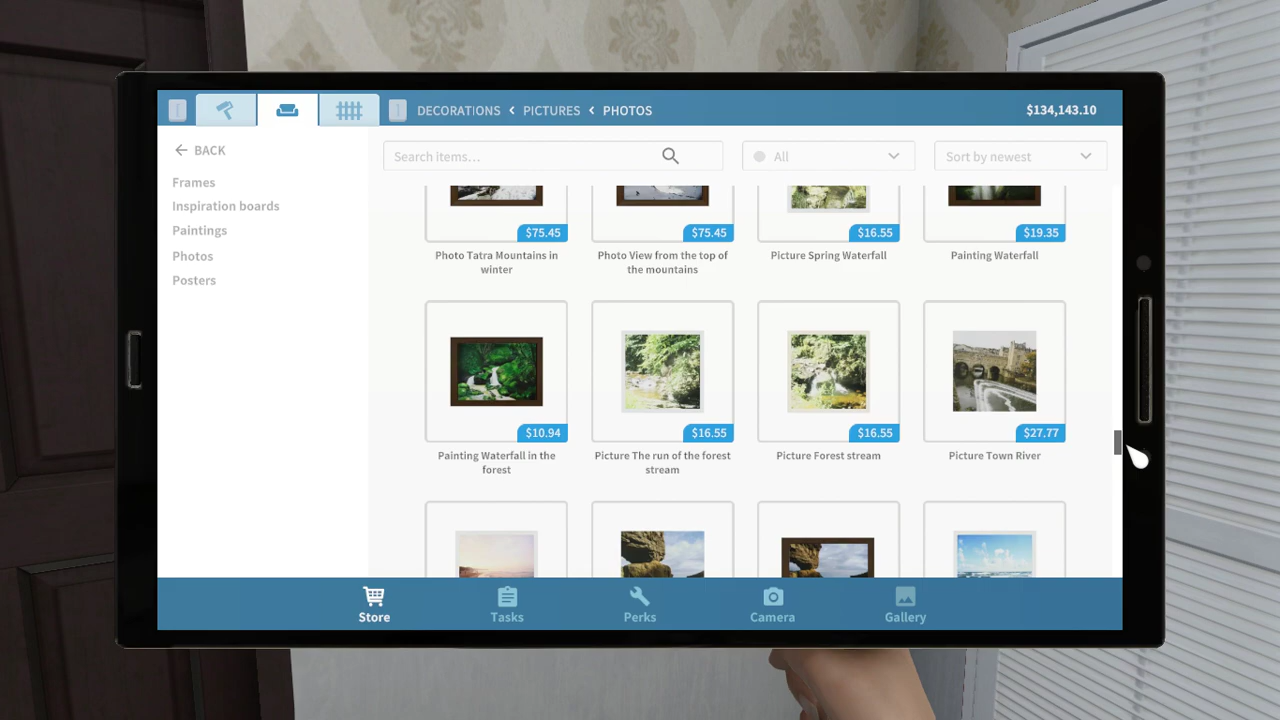 DECORATIONS < PICTURES < PHOTOS
$134,143.10
BACK
Search items...
All
Sort by newest
Frames
Inspiration boards
Paintings
Photos
Posters
$75.45
$75.45
$16.55
$19.35
Photo Tatra Mountains in
winter
Photo View from the top of
the mountains
Picture Spring Waterfall
Painting Waterfall
$10.94
$16.55
$16.55
$27.77
Painting Waterfall in the
forest
Picture The run of the forest
stream
Picture Forest stream
Picture Town River
Store
Tasks
Perks
Camera
Gallery